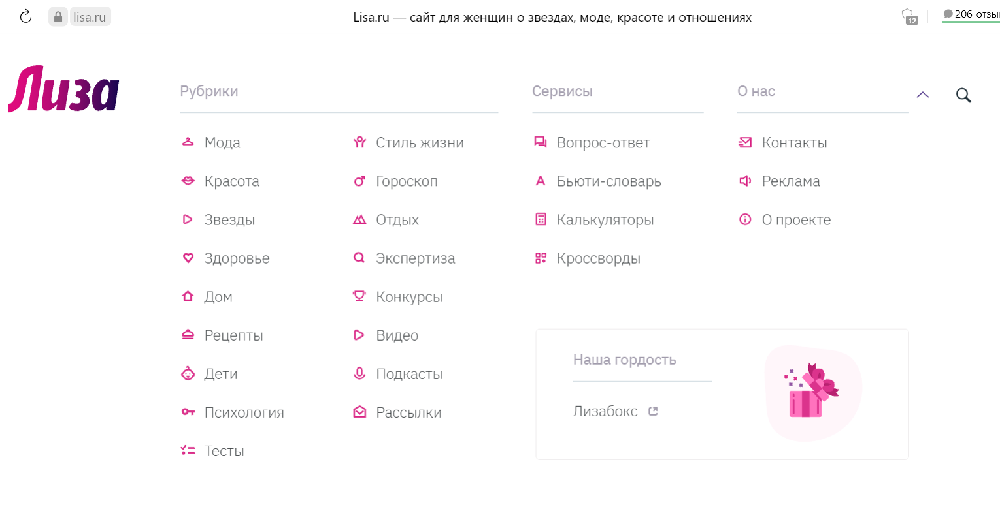 lisa.ru
Lisa.ru — сайт для женщин о звездах, моде, красоте и отношениях
12
206 отзы
Лиза
Рубрики
Мода
Красота
Звезды
Здоровье
Дом
Рецепты
Дети
Психология
Тесты
Стиль жизни
Гороскоп
Отдых
Экспертиза
Конкурсы
Видео
Подкасты
Рассылки
Сервисы
Вопрос-ответ
Бьюти-словарь
Калькуляторы
Кроссворды
О нас
Контакты
Реклама
О проекте
Наша гордость
Лизабокс